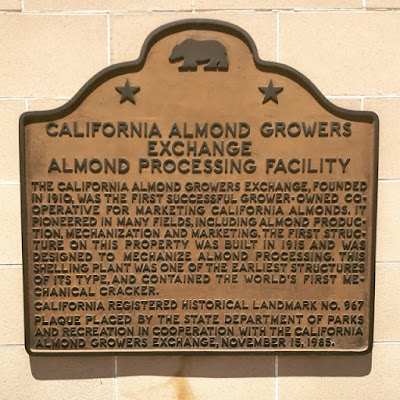 CALIFORNIA ALMOND GROWERS
EXCHANGE
ALMOND PROCESSING FACILITY
THE CALIFORNIA ALMOND GROWERS EXCHANGE, FOUNDED
IN 1910, WAS THE FIRST SUCCESSFUL GROWER-OWNED CO-
OPERATIVE FOR MARKETING CALIFORNIA ALMONDS. IT
PIONEERED IN MANY FIELDS, INCLUDING ALMOND PRODUC-
TION, MECHANIZATION AND MARKETING. THE FIRST STRUC-
TURE ON THIS PROPERTY WAS BUILT IN 1915 AND WAS
DESIGNED TO MECHANIZE ALMOND PROCESSING. THIS
SHELLING PLANT WAS ONE OF THE EARLIEST STRUCTURES
OF ITS TYPE, AND CONTAINED THE WORLD'S FIRST ME-
CHANICAL CRACKER.
CALIFORNIA REGISTERED HISTORICAL LANDMARK NO. 967
PLAQUE PLACED BY THE STATE DEPARTMENT OF PARKS
AND RECREATION IN COOPERATION WITH THE CALIFORNIA
ALMOND GROWERS EXCHANGE, NOVEMBER 15, 1985.